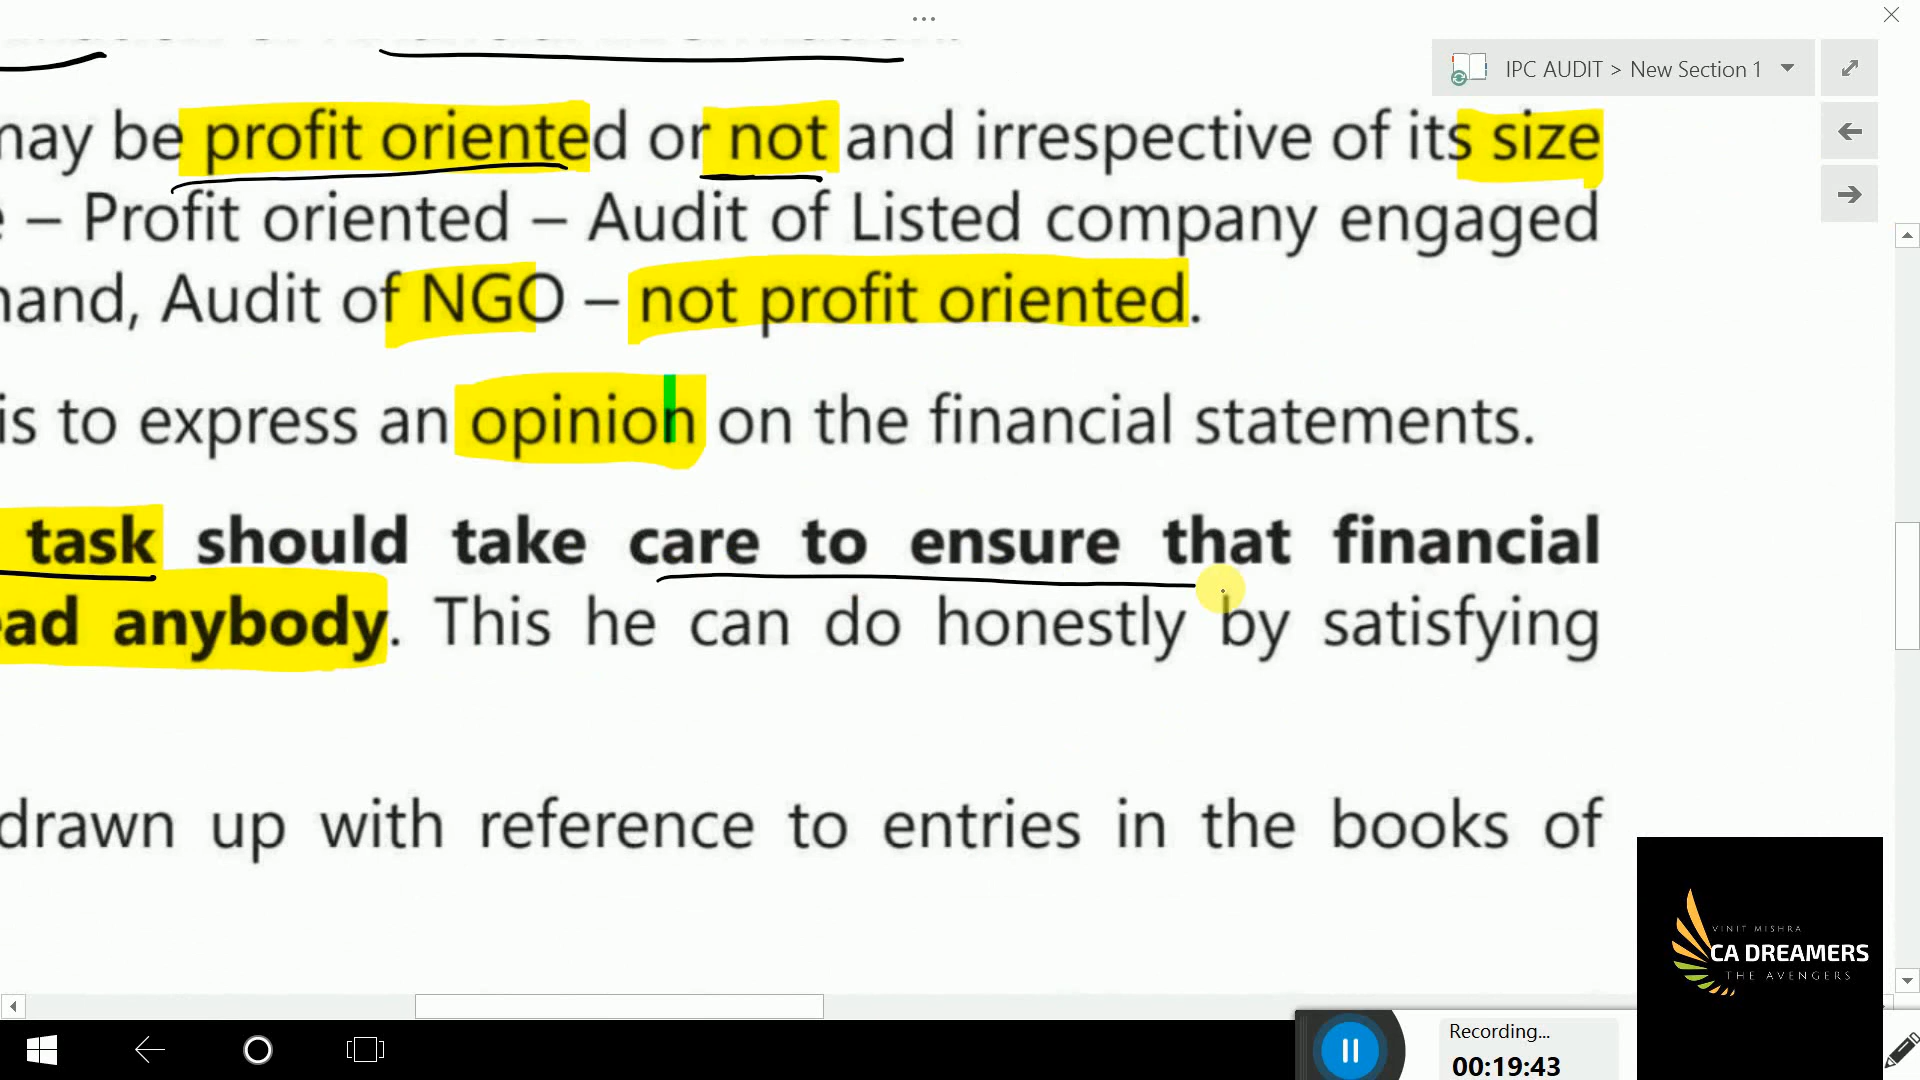 IPC AUDIT > New Section 1
may be profit oriented or not and irrespective of its size
– Profit oriented – Audit of Listed company engaged
hand, Audit of NGO – not profit oriented.
is to express an opinion on the financial statements.
task should take care to ensure that financial
ead anybody. This he can do honestly by satisfying
drawn up with reference to entries in the books of
VINIT MISHRA
CA DREAMERS
THE AVENGERS
Recording...
00:19:43